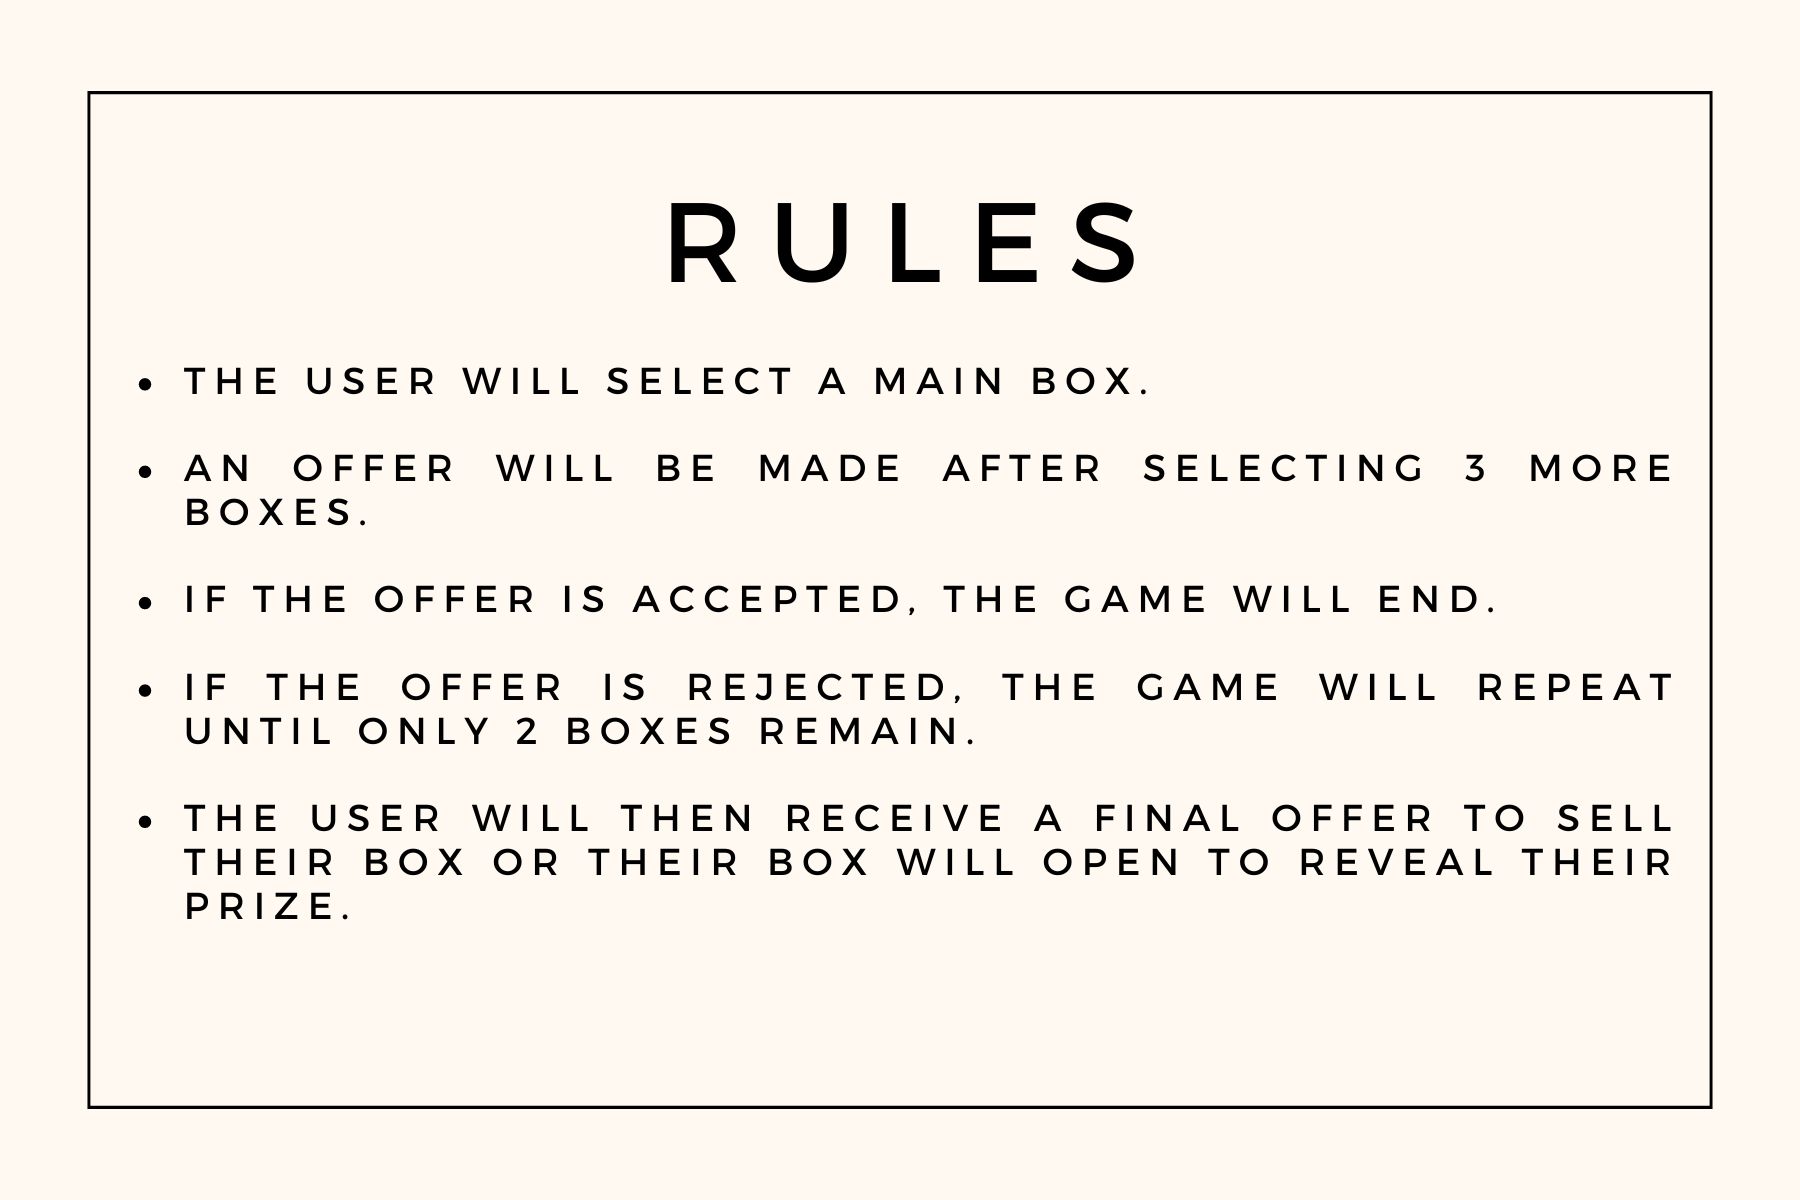 RULES
• THE USER WILL SELECT A MAIN BOX.
• AN OFFER WILL BE MADE AFTER SELECTING 3 MORE
BOXES.
• IF THE OFFER IS ACCEPTED, THE GAME WILL END.
• IF THE OFFER IS REJECTED, THE GAME WILL REPEAT
UNTIL ONLY 2 BOXES REMAIN.
• THE USER WILL THEN RECEIVE A FINAL OFFER TO SELL
THEIR BOX OR THEIR BOX WILL OPEN TO REVEAL THEIR
PRIZE.